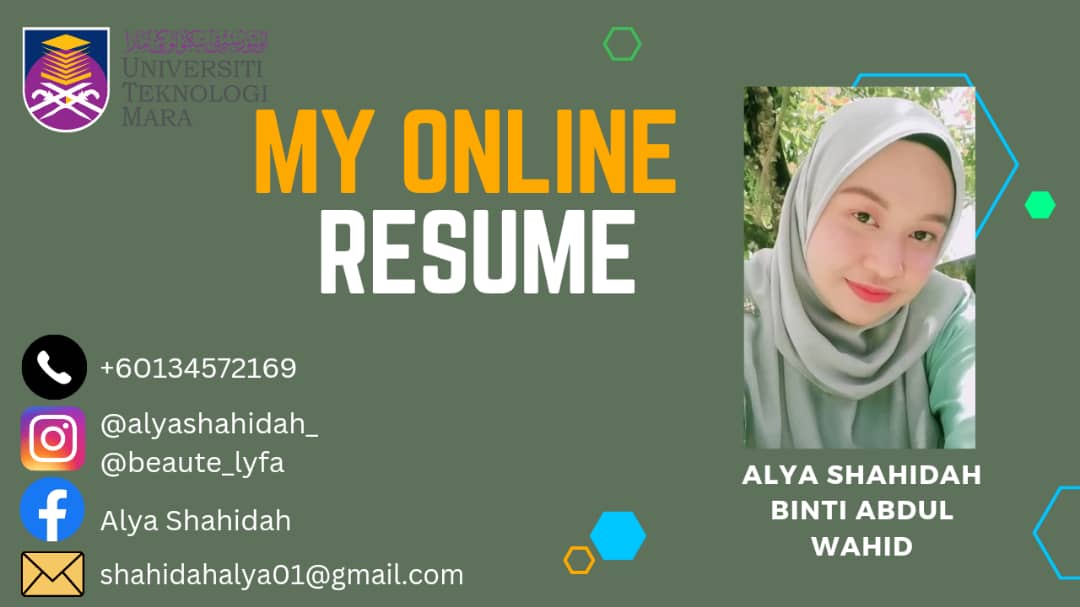 UNIVERSITI
TEKNOLOGI
MARA
MY ONLINE
RESUME
+60134572169
@alyashahidah_
@beaute_lyfa
Alya Shahidah
shahidahalya01@gmail.com
ALYA SHAHIDAH
BINTI ABDUL
WAHID